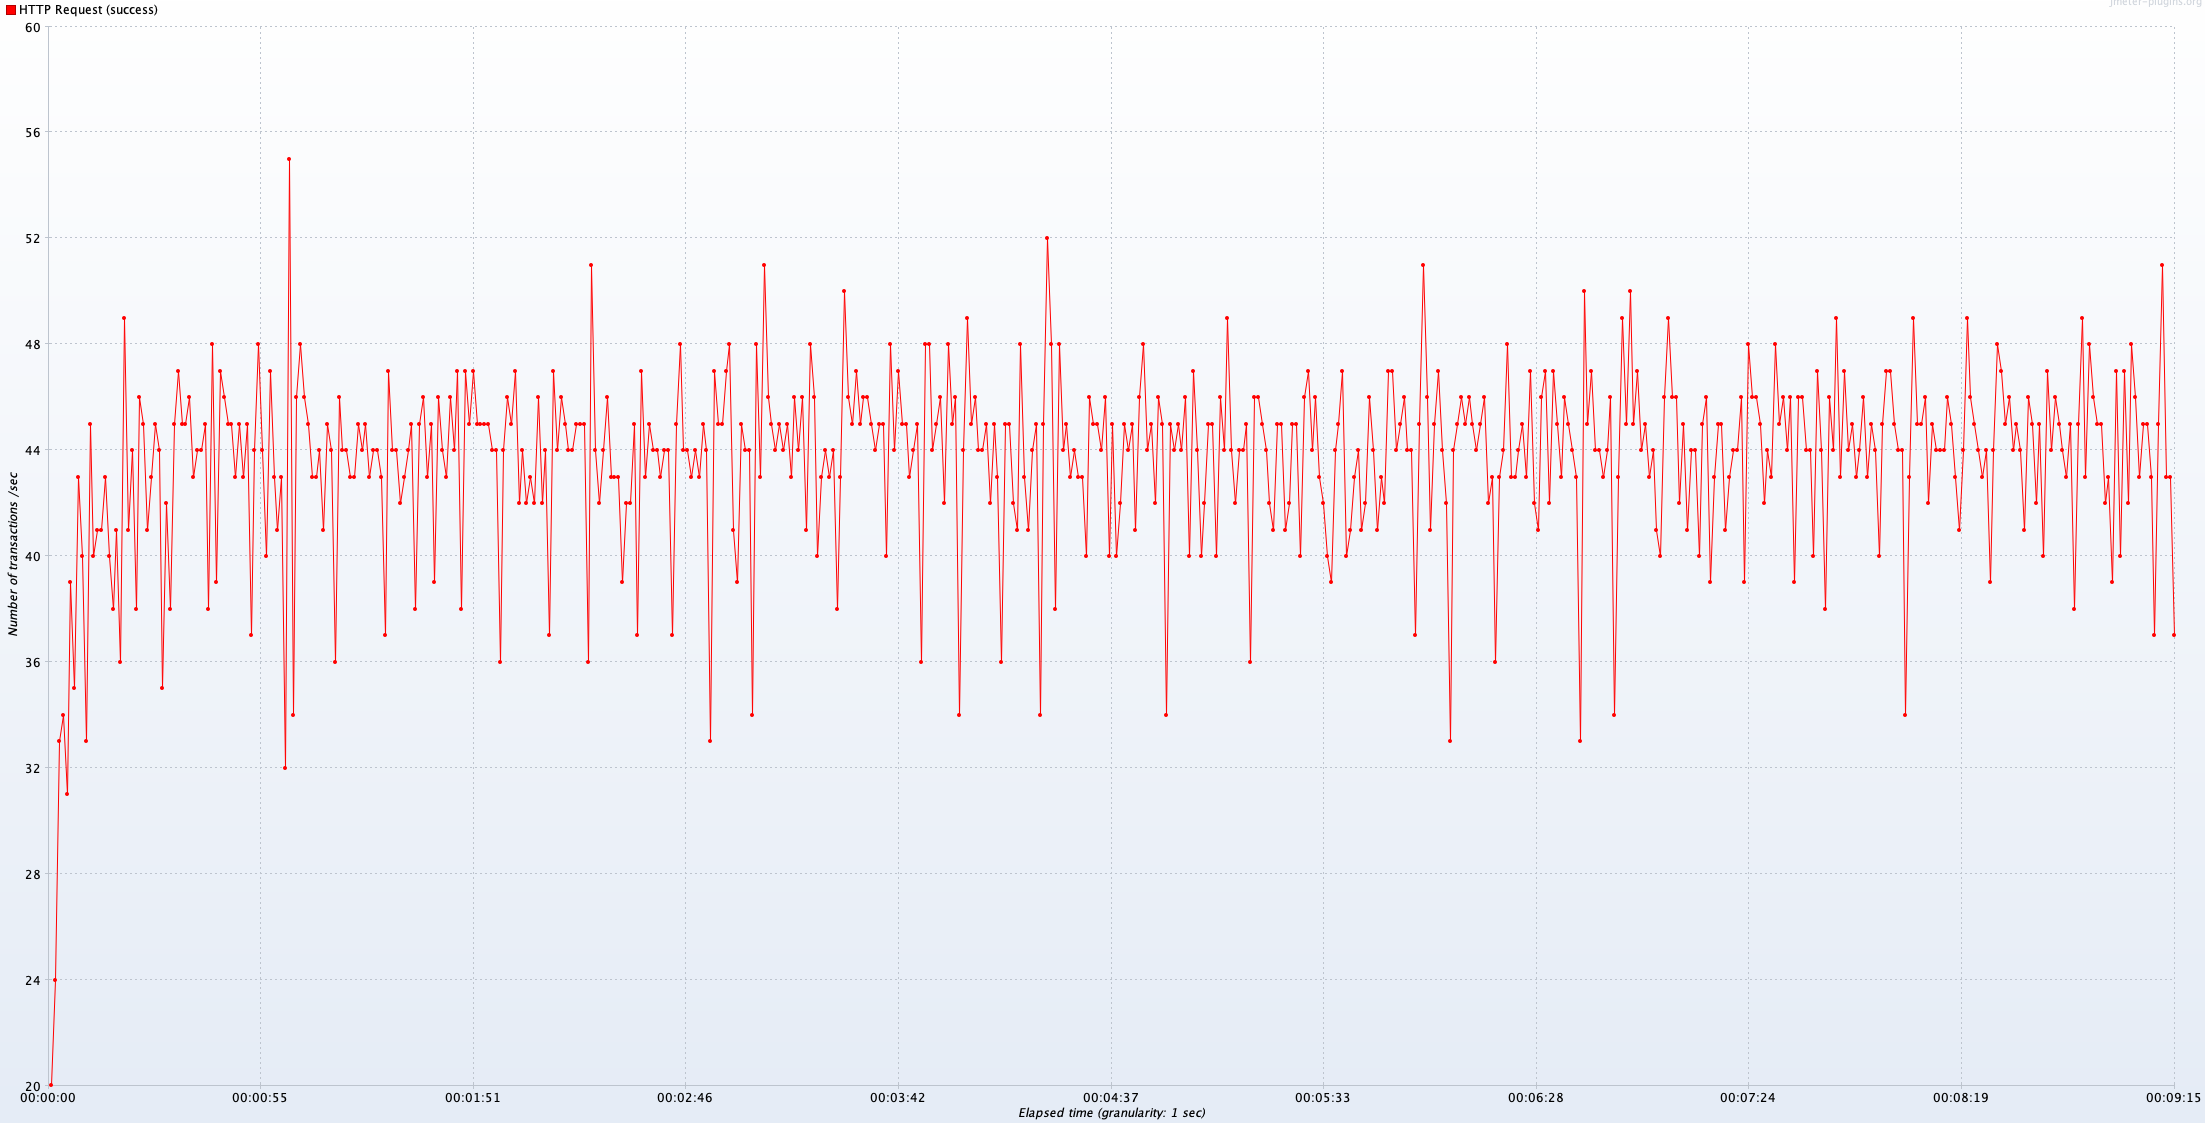 jmeter-plugins.org
HTTP Request (success)
60
56
52
48
44
40
36
32
28
24
20
Number of transactions /sec
00:00:00 00:00:55 00:01:51 00:02:46 00:03:42 00:04:37 00:05:33 00:06:28 00:07:24 00:08:19 00:09:15
Elapsed time (granularity: 1 sec)